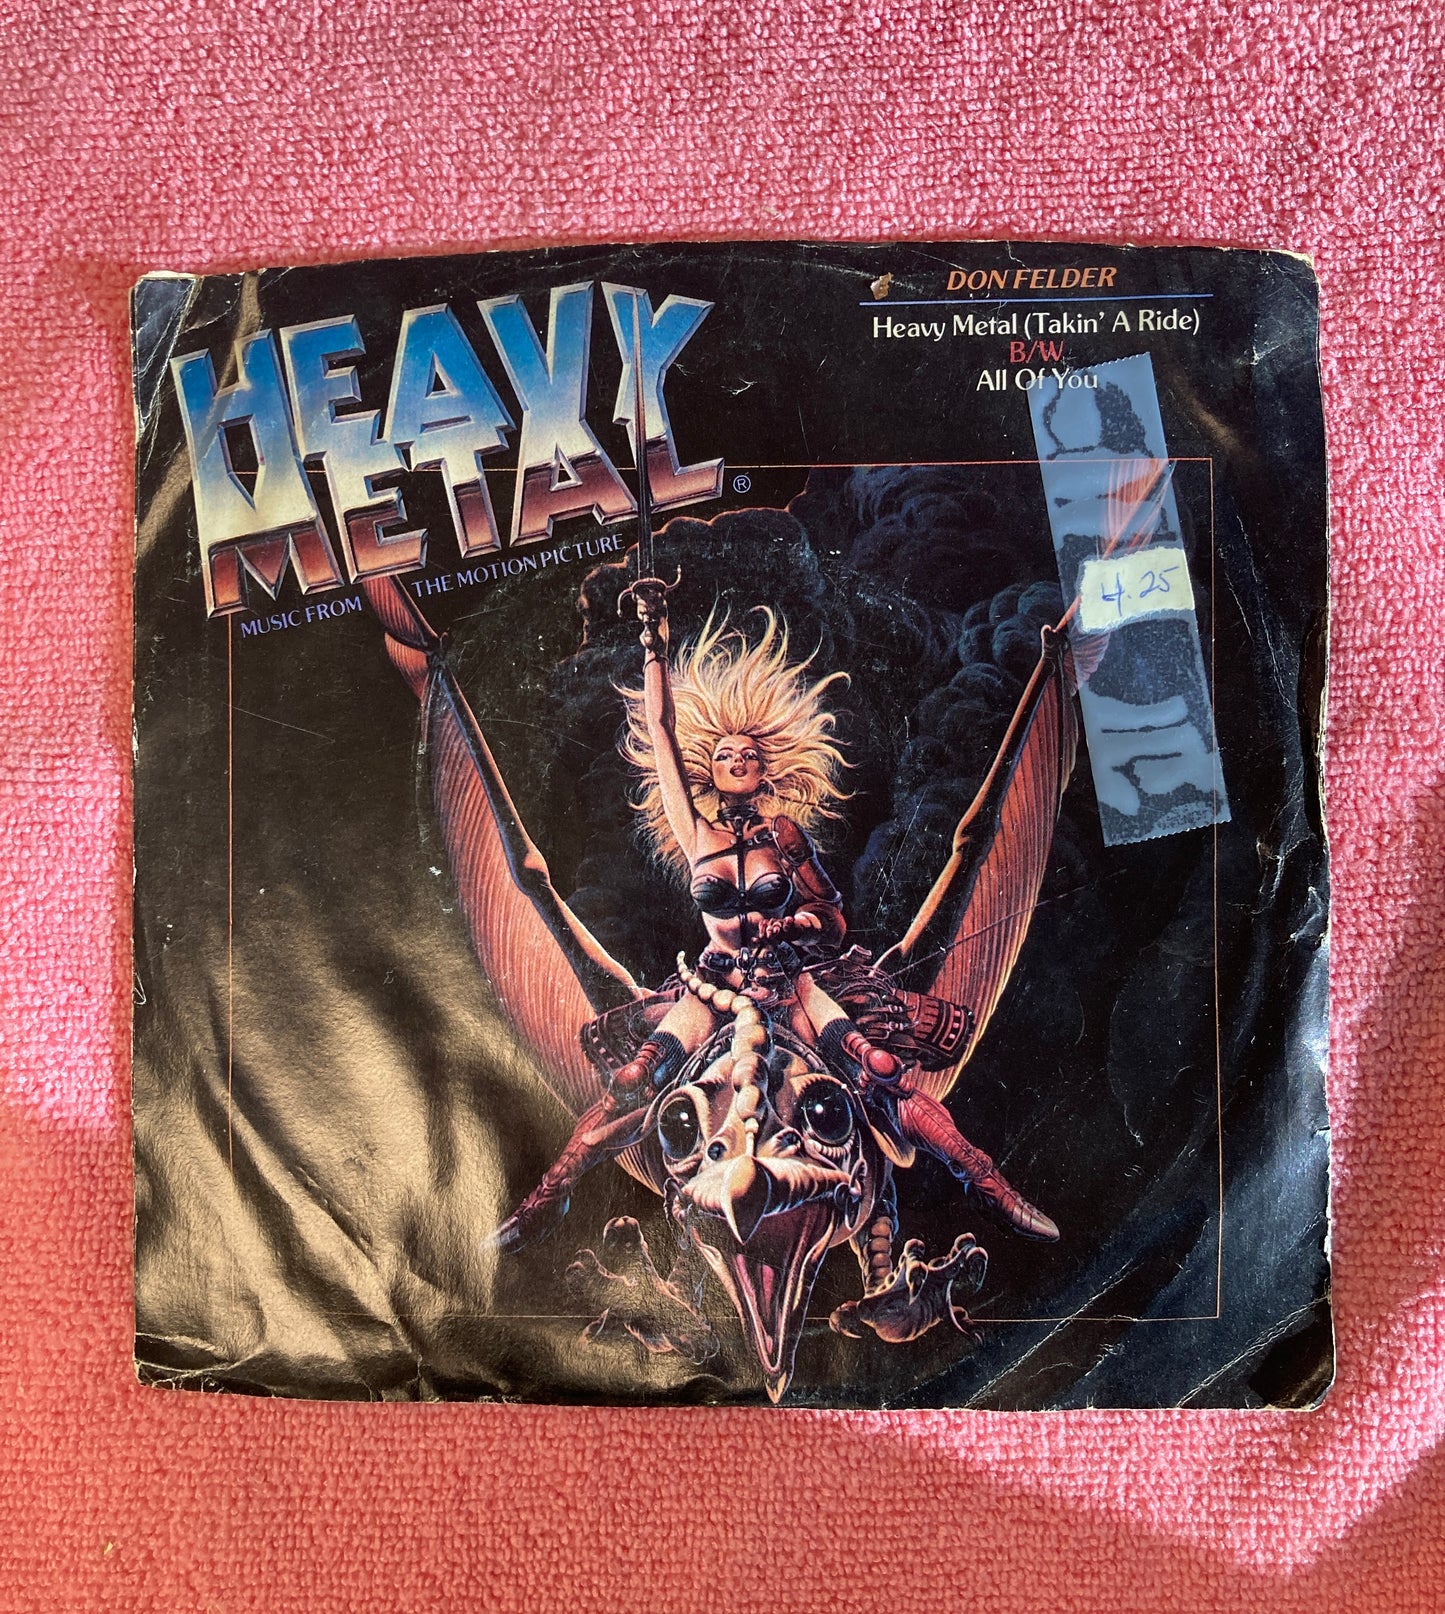 HEAVY
METAL®
MUSIC FROM THE MOTION PICTURE
DON FELDER
Heavy Metal (Takin' A Ride)
B/W
All Of You
4.25